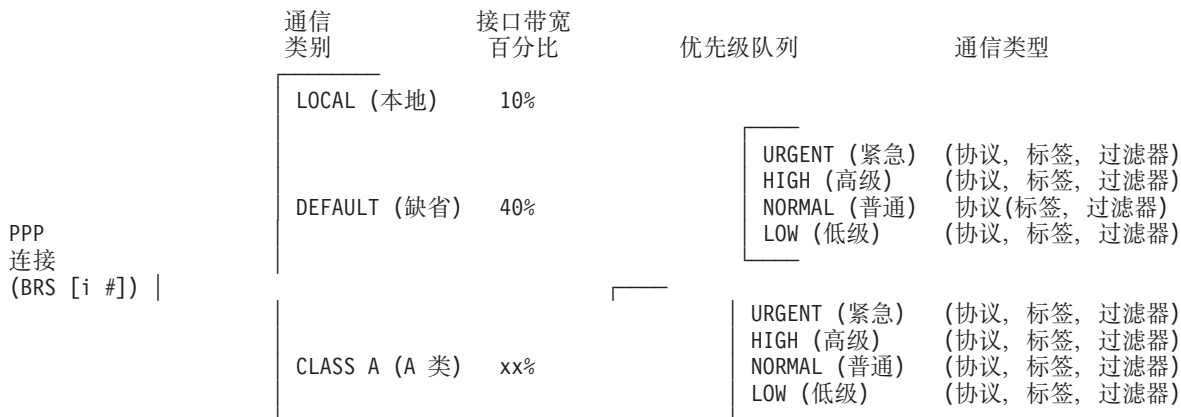 通信 接口带宽
类别 百分比 优先级队列 通信类型
LOCAL (本地) 10%
URGENT (紧急) (协议, 标签, 过滤器)
HIGH (高级) (协议, 标签, 过滤器)
DEFAULT (缺省) 40% NORMAL (普通) 协议(标签, 过滤器)
PPP LOW (低级) (协议, 标签, 过滤器)
连接
(BRS [i #])
URGENT (紧急) (协议, 标签, 过滤器)
HIGH (高级) (协议, 标签, 过滤器)
CLASS A (A 类) xx% NORMAL (普通) (协议, 标签, 过滤器)
LOW (低级) (协议, 标签, 过滤器)